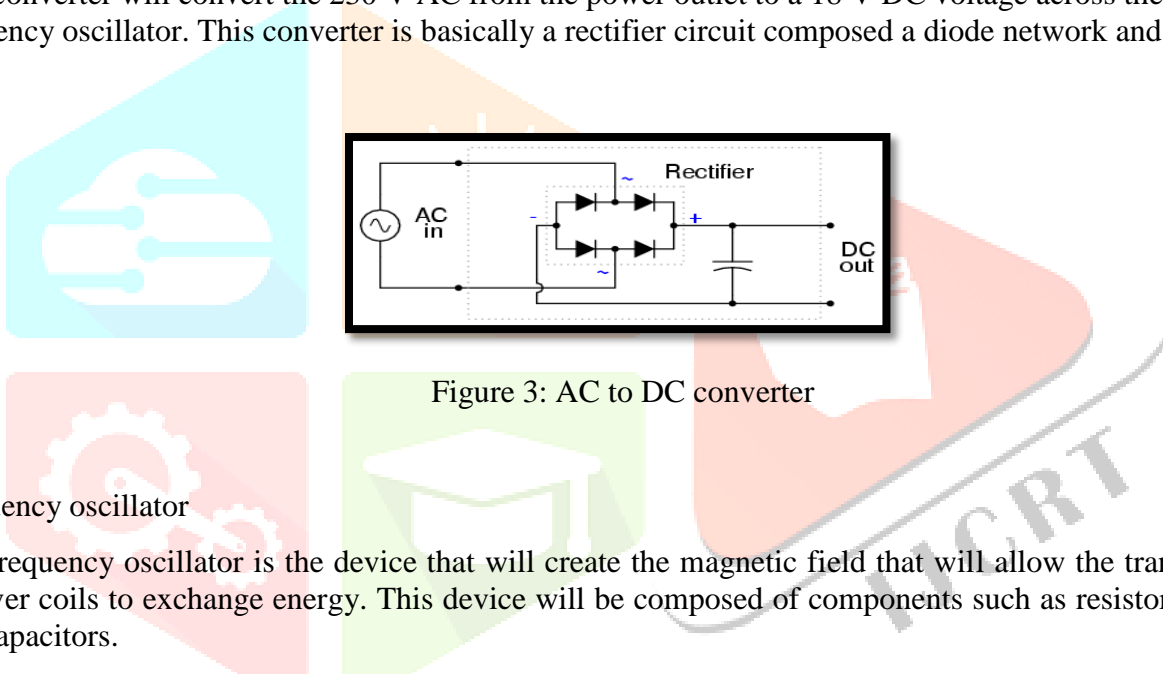 converter will convert the 230 V AC from the power outlet to a 18 V DC voltage across the
ency oscillator. This converter is basically a rectifier circuit composed a diode network and
Rectifier
~
AC
in
-
+
~
DC
out
Figure 3: AC to DC converter
ency oscillator
requency oscillator is the device that will create the magnetic field that will allow the tran
ver coils to exchange energy. This device will be composed of components such as resistor
apacitors.
IJCRT